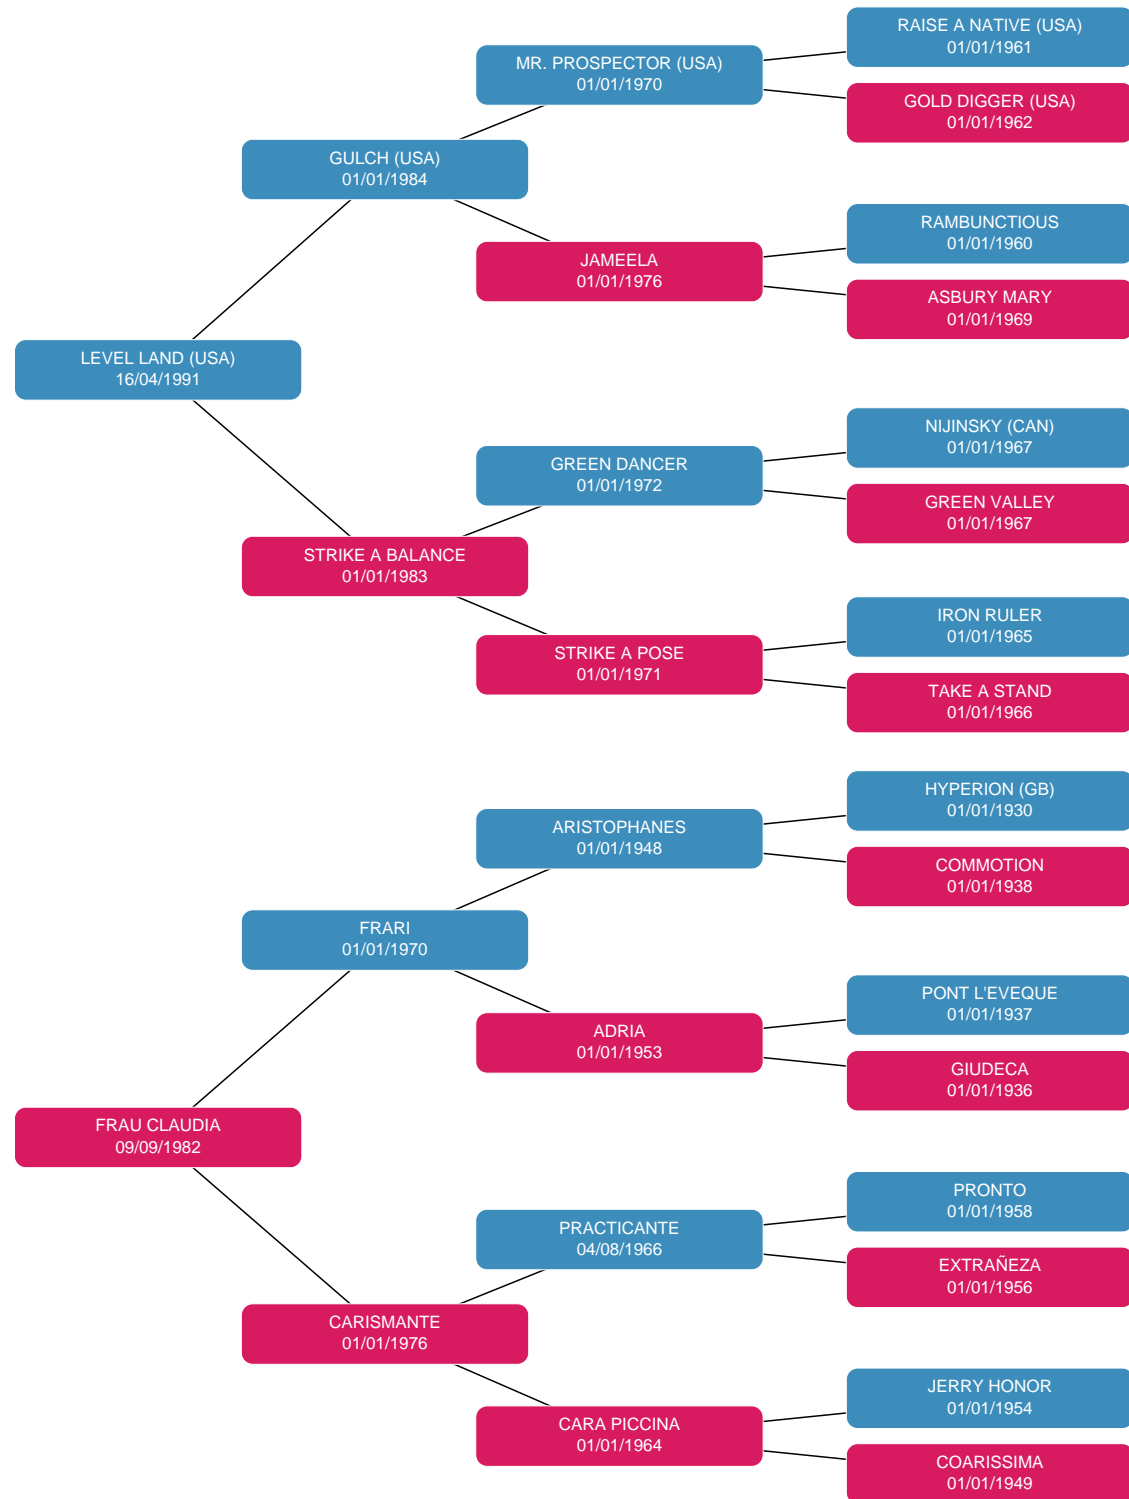 RAISE A NATIVE (USA)
01/01/1961
MR. PROSPECTOR (USA)
01/01/1970
GOLD DIGGER (USA)
01/01/1962
GULCH (USA)
01/01/1984
RAMBUNCTIOUS
01/01/1960
JAMEELA
01/01/1976
ASBURY MARY
01/01/1969
LEVEL LAND (USA)
16/04/1991
NIJINSKY (CAN)
01/01/1967
GREEN DANCER
01/01/1972
GREEN VALLEY
01/01/1967
STRIKE A BALANCE
01/01/1983
IRON RULER
01/01/1965
STRIKE A POSE
01/01/1971
TAKE A STAND
01/01/1966
HYPERION (GB)
01/01/1930
ARISTOPHANES
01/01/1948
COMMOTION
01/01/1938
FRARI
01/01/1970
PONT L'EVEQUE
01/01/1937
ADRIA
01/01/1953
GIUDECA
01/01/1936
FRAU CLAUDIA
09/09/1982
PRONTO
01/01/1958
PRACTICANTE
04/08/1966
EXTRAÑEZA
01/01/1956
CARISMANTE
01/01/1976
JERRY HONOR
01/01/1954
CARA PICCINA
01/01/1964
COARISSIMA
01/01/1949